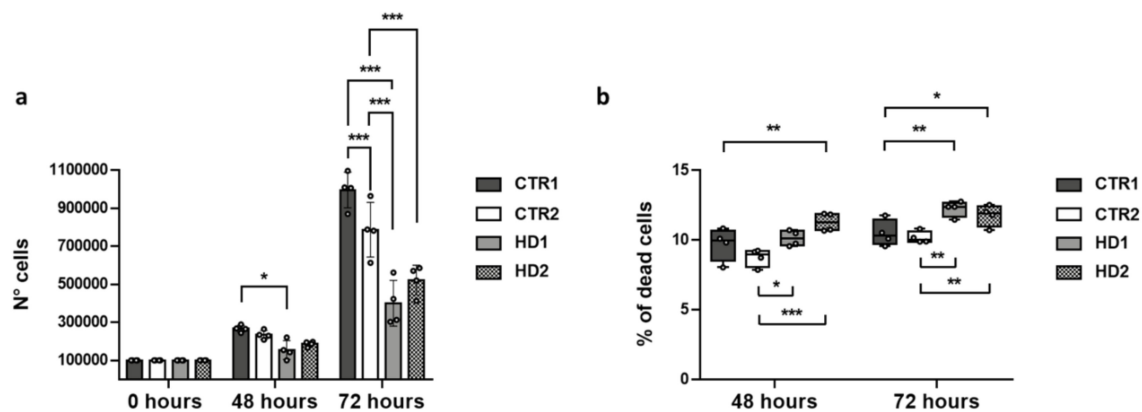 a
***
***
***
***
*
N° cells
1100000
900000
700000
500000
300000
100000
0 hours
48 hours
72 hours
CTR1
CTR2
HD1
HD2
b
**
*
**
*
***
**
**
% of dead cells
15
10
5
0
48 hours
72 hours
CTR1
CTR2
HD1
HD2